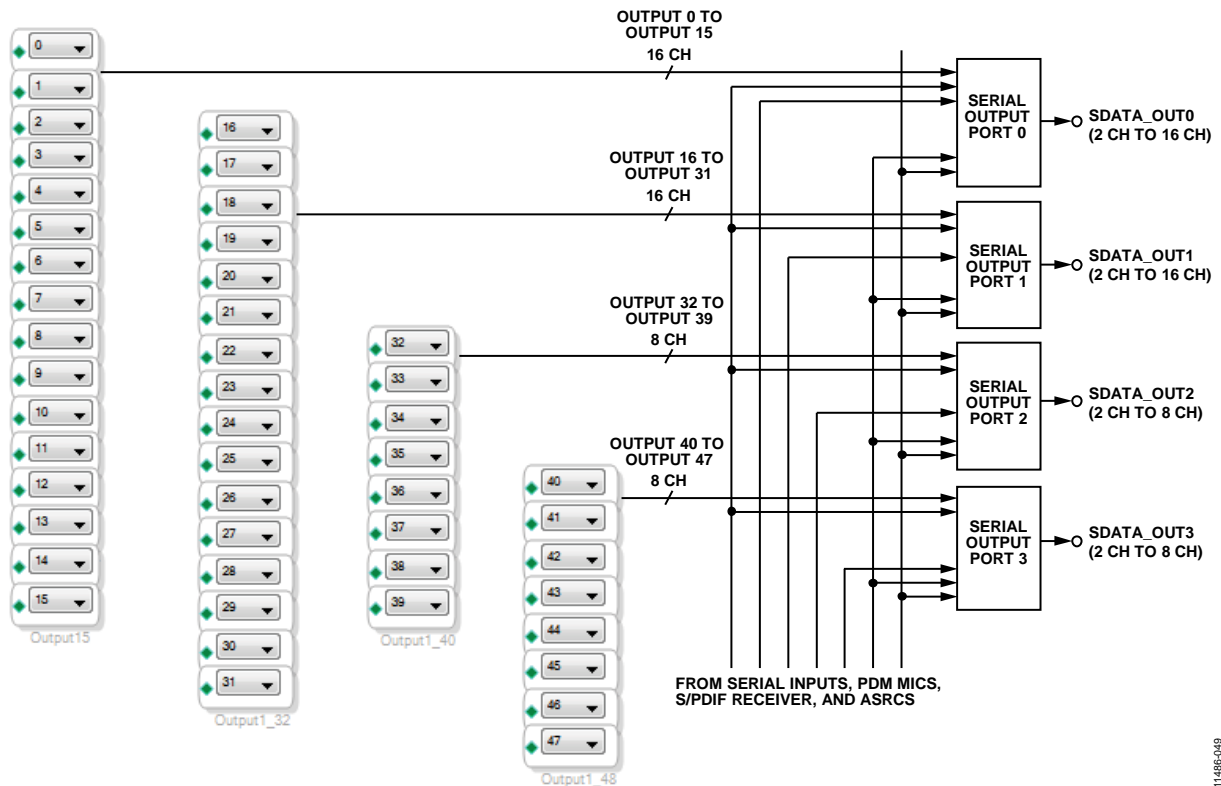 0
1
2
3
4
5
6
7
8
9
10
11
12
13
14
15
Output15
16
17
18
19
20
21
22
23
24
25
26
27
28
29
30
31
Output1_32
32
33
34
35
36
37
38
39
Output1_40
40
41
42
43
44
45
46
47
Output1_48
OUTPUT 0 TO
OUTPUT 15
16 CH
OUTPUT 16 TO
OUTPUT 31
16 CH
OUTPUT 32 TO
OUTPUT 39
8 CH
OUTPUT 40 TO
OUTPUT 47
8 CH
SERIAL
OUTPUT
PORT 0
SDATA_OUT0
(2 CH TO 16 CH)
SERIAL
OUTPUT
PORT 1
SDATA_OUT1
(2 CH TO 16 CH)
SERIAL
OUTPUT
PORT 2
SDATA_OUT2
(2 CH TO 8 CH)
SERIAL
OUTPUT
PORT 3
SDATA_OUT3
(2 CH TO 8 CH)
FROM SERIAL INPUTS, PDM MICS,
S/PDIF RECEIVER, AND ASRCS
11486-049